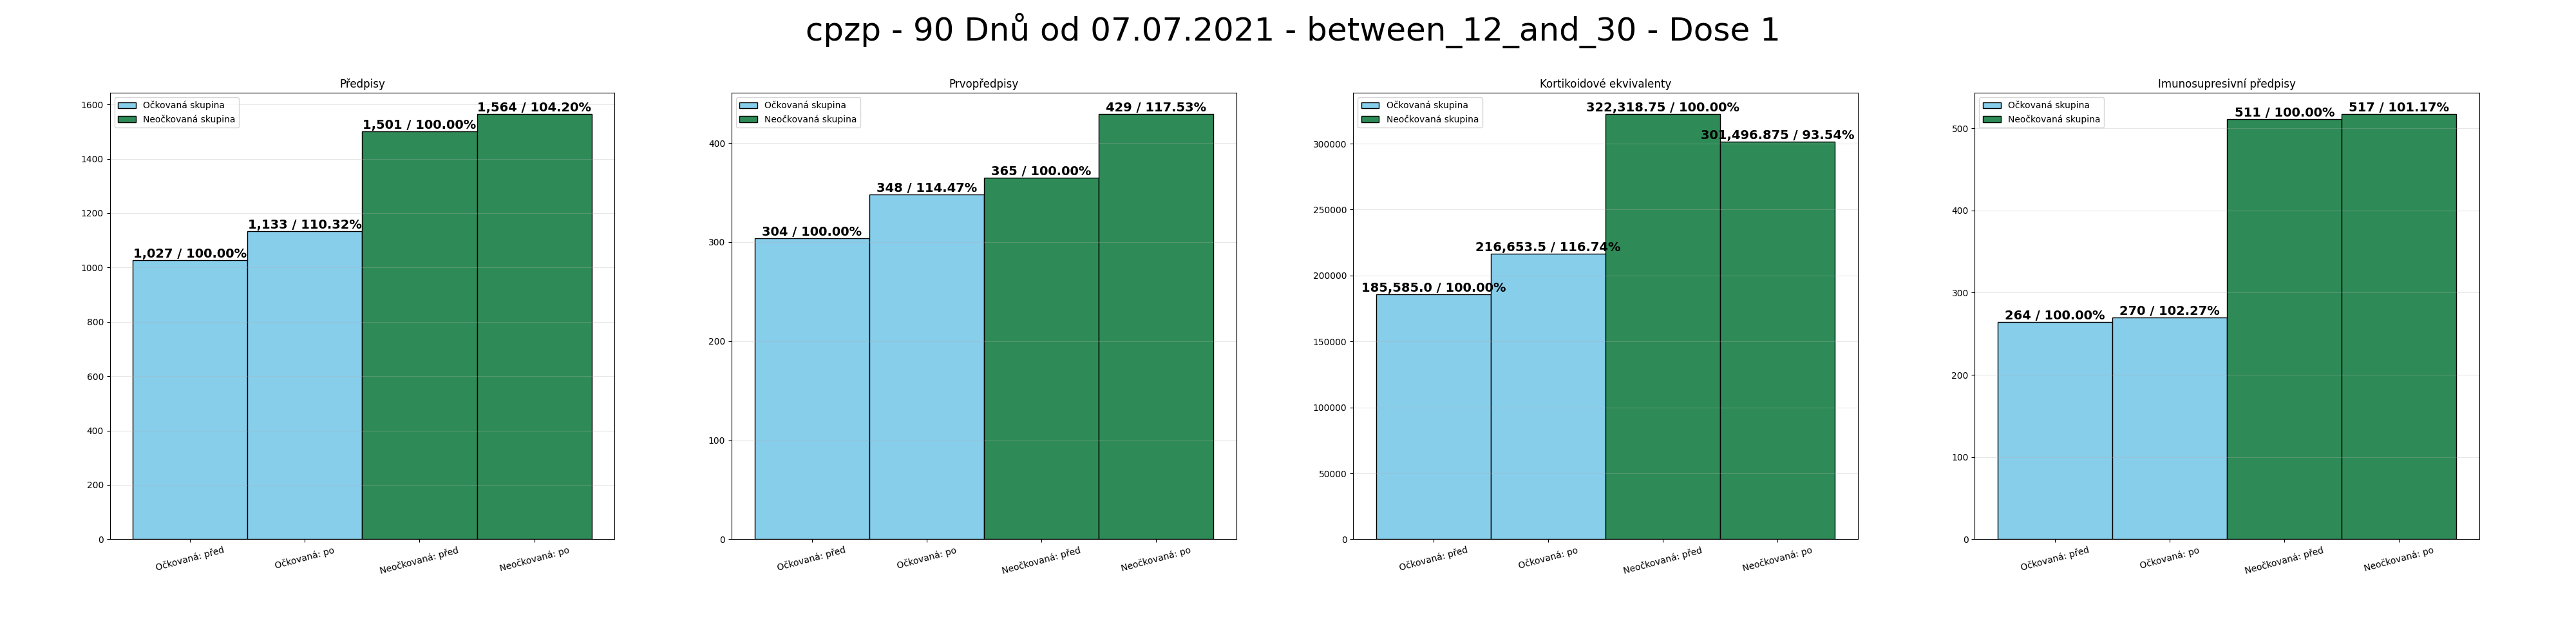 cpzp - 90 Dnů od 07.07.2021 - between_12_and_30 - Dose 1
Předpisy
Očkovaná skupina
Neočkovaná skupina
1,027 / 100.00%
1,133 / 110.32%
1,501 / 100.00%
1,564 / 104.20%
1600
1400
1200
1000
800
600
400
200
0
Očkovaná: před
Očkovaná: po
Neočkovaná: před
Neočkovaná: po
Prvopředpisy
Očkovaná skupina
Neočkovaná skupina
304 / 100.00%
348 / 114.47%
365 / 100.00%
429 / 117.53%
400
300
200
100
0
Očkovaná: před
Očkovaná: po
Neočkovaná: před
Neočkovaná: po
Kortikoidové ekvivalenty
Očkovaná skupina
Neočkovaná skupina
185,585.0 / 100.00%
216,653.5 / 116.74%
322,318.75 / 100.00%
301,496.875 / 93.54%
300000
250000
200000
150000
100000
50000
0
Očkovaná: před
Očkovaná: po
Neočkovaná: před
Neočkovaná: po
Imunosupresivní předpisy
Očkovaná skupina
Neočkovaná skupina
264 / 100.00%
270 / 102.27%
511 / 100.00%
517 / 101.17%
500
400
300
200
100
0
Očkovaná: před
Očkovaná: po
Neočkovaná: před
Neočkovaná: po